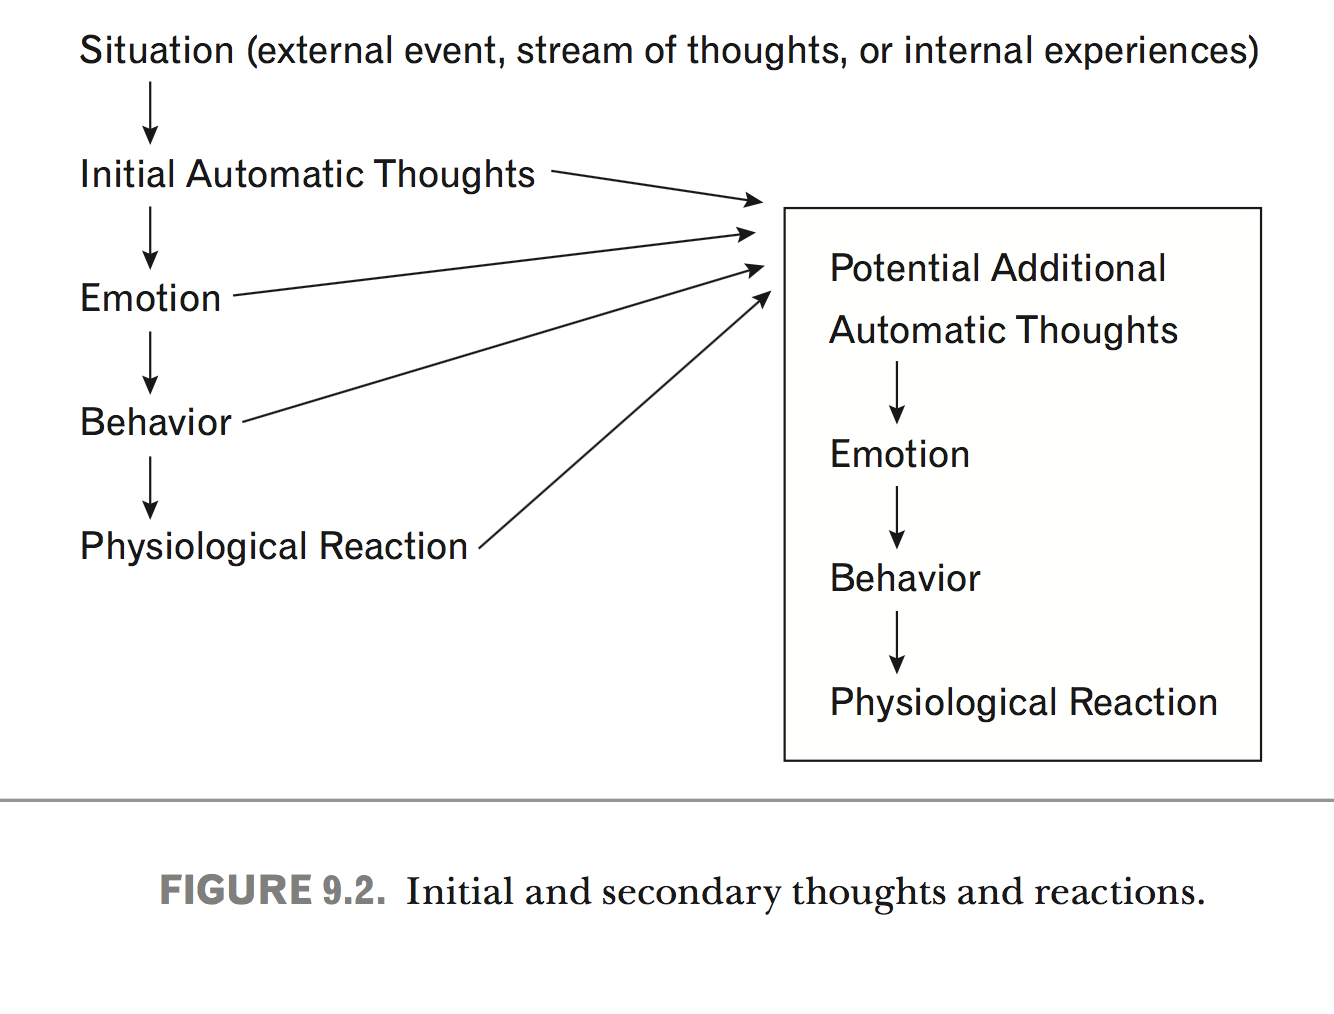 Situation (external event, stream of thoughts, or internal experiences)
Initial Automatic Thoughts
Emotion
Behavior
Physiological Reaction
Potential Additional
Automatic Thoughts
Emotion
Behavior
Physiological Reaction
FIGURE 9.2. Initial and secondary thoughts and reactions.